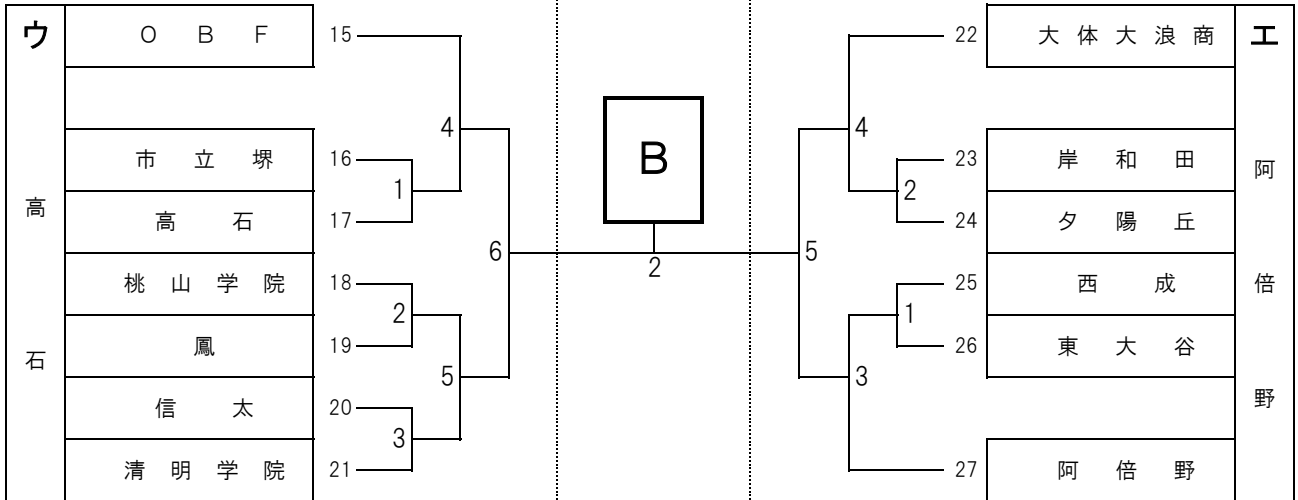 ウ
高石
ＯＢＦ 15
市立堺 16
高石 17
桃山学院 18
鳳 19
信太 20
清明学院 21
4
1
6
2
5
3
B
2
4
2
5
1
3
22 大体大浪商
23 岸和田
24 夕陽丘
25 西成
26 東大谷
27 阿倍野
エ
阿倍野